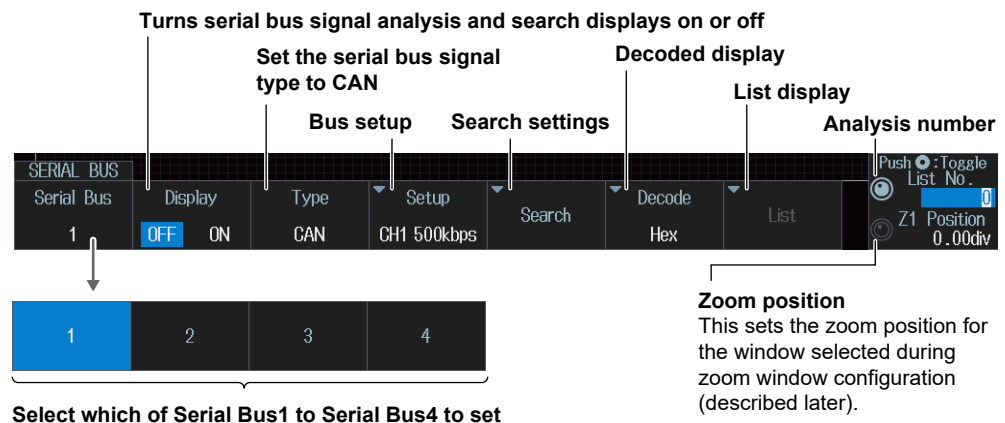 Turns serial bus signal analysis and search displays on or off
Set the serial bus signal
type to CAN
Decoded display
List display
Bus setup
Search settings
Analysis number
SERIAL BUS
Serial Bus
1
Display
OFF ON
Type
CAN
Setup
CH1 500kbps
Search
Decode
Hex
List
Push :Toggle
List No.
0
Z1 Position
0.00div
1 2 3 4
Select which of Serial Bus1 to Serial Bus4 to set
Zoom position
This sets the zoom position for
the window selected during
zoom window configuration
(described later).